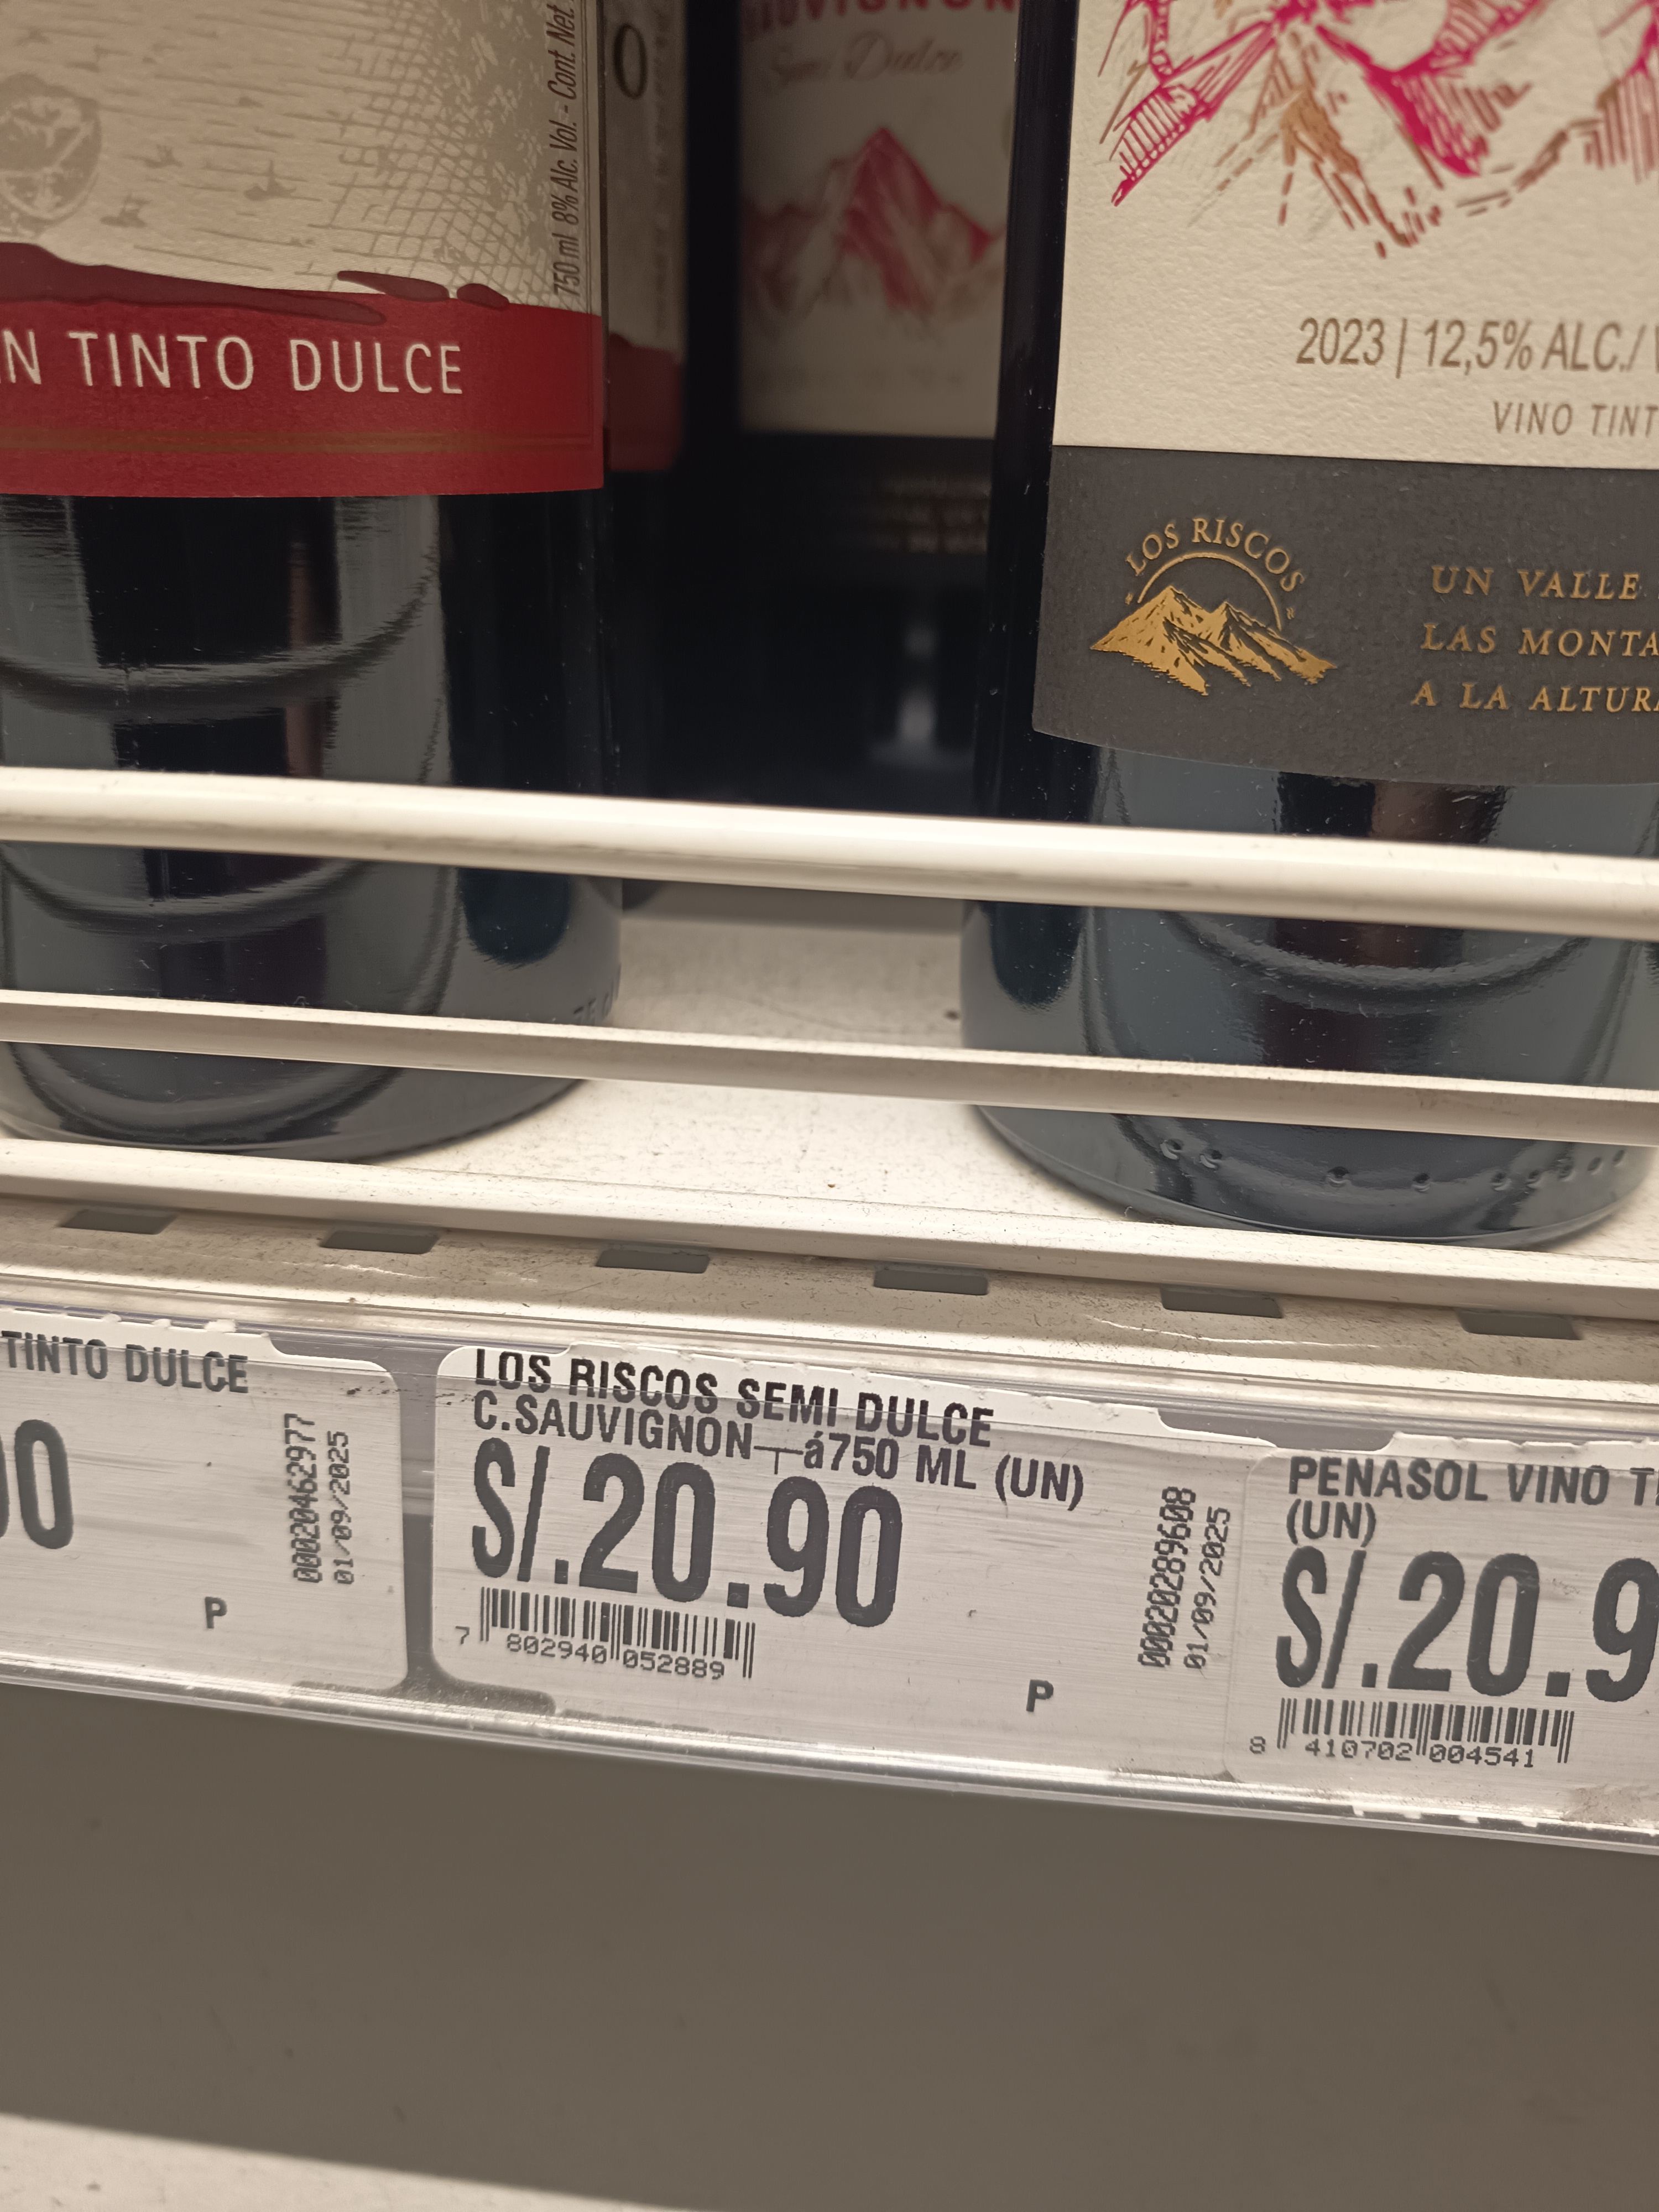 750 ml 8% Alc. Vol. - Cont. Net.
O
SAUVIGNON
Semi Dulce
N TINTO DULCE
2023 | 12,5% ALC./
VINO TINT
LOS RISCOS
UN VALLE
LAS MONTA
A LA ALTURA
TINTO DULCE
00
00020462977
01/09/2025
P
LOS RISCOS SEMI DULCE
C.SAUVIGNON┬á750 ML (UN)
S/.20.90
7 802940 052889
000202889608
01/09/2025
P
PENASOL VINO T
(UN)
S/.20.9
8 410702 004541